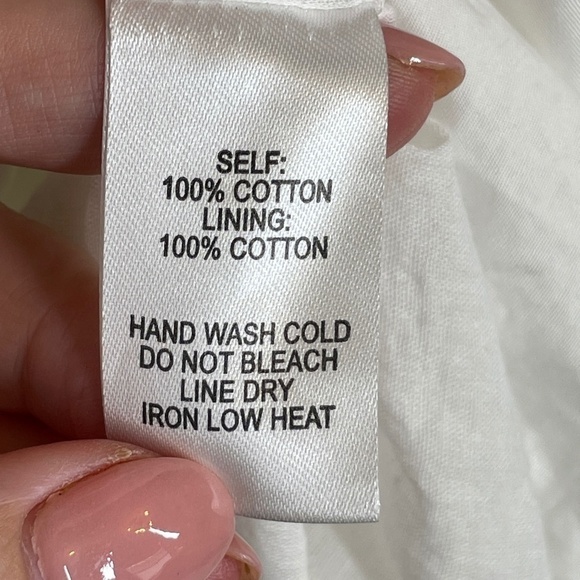 SELF:
100% COTTON
LINING:
100% COTTON
HAND WASH COLD
DO NOT BLEACH
LINE DRY
IRON LOW HEAT